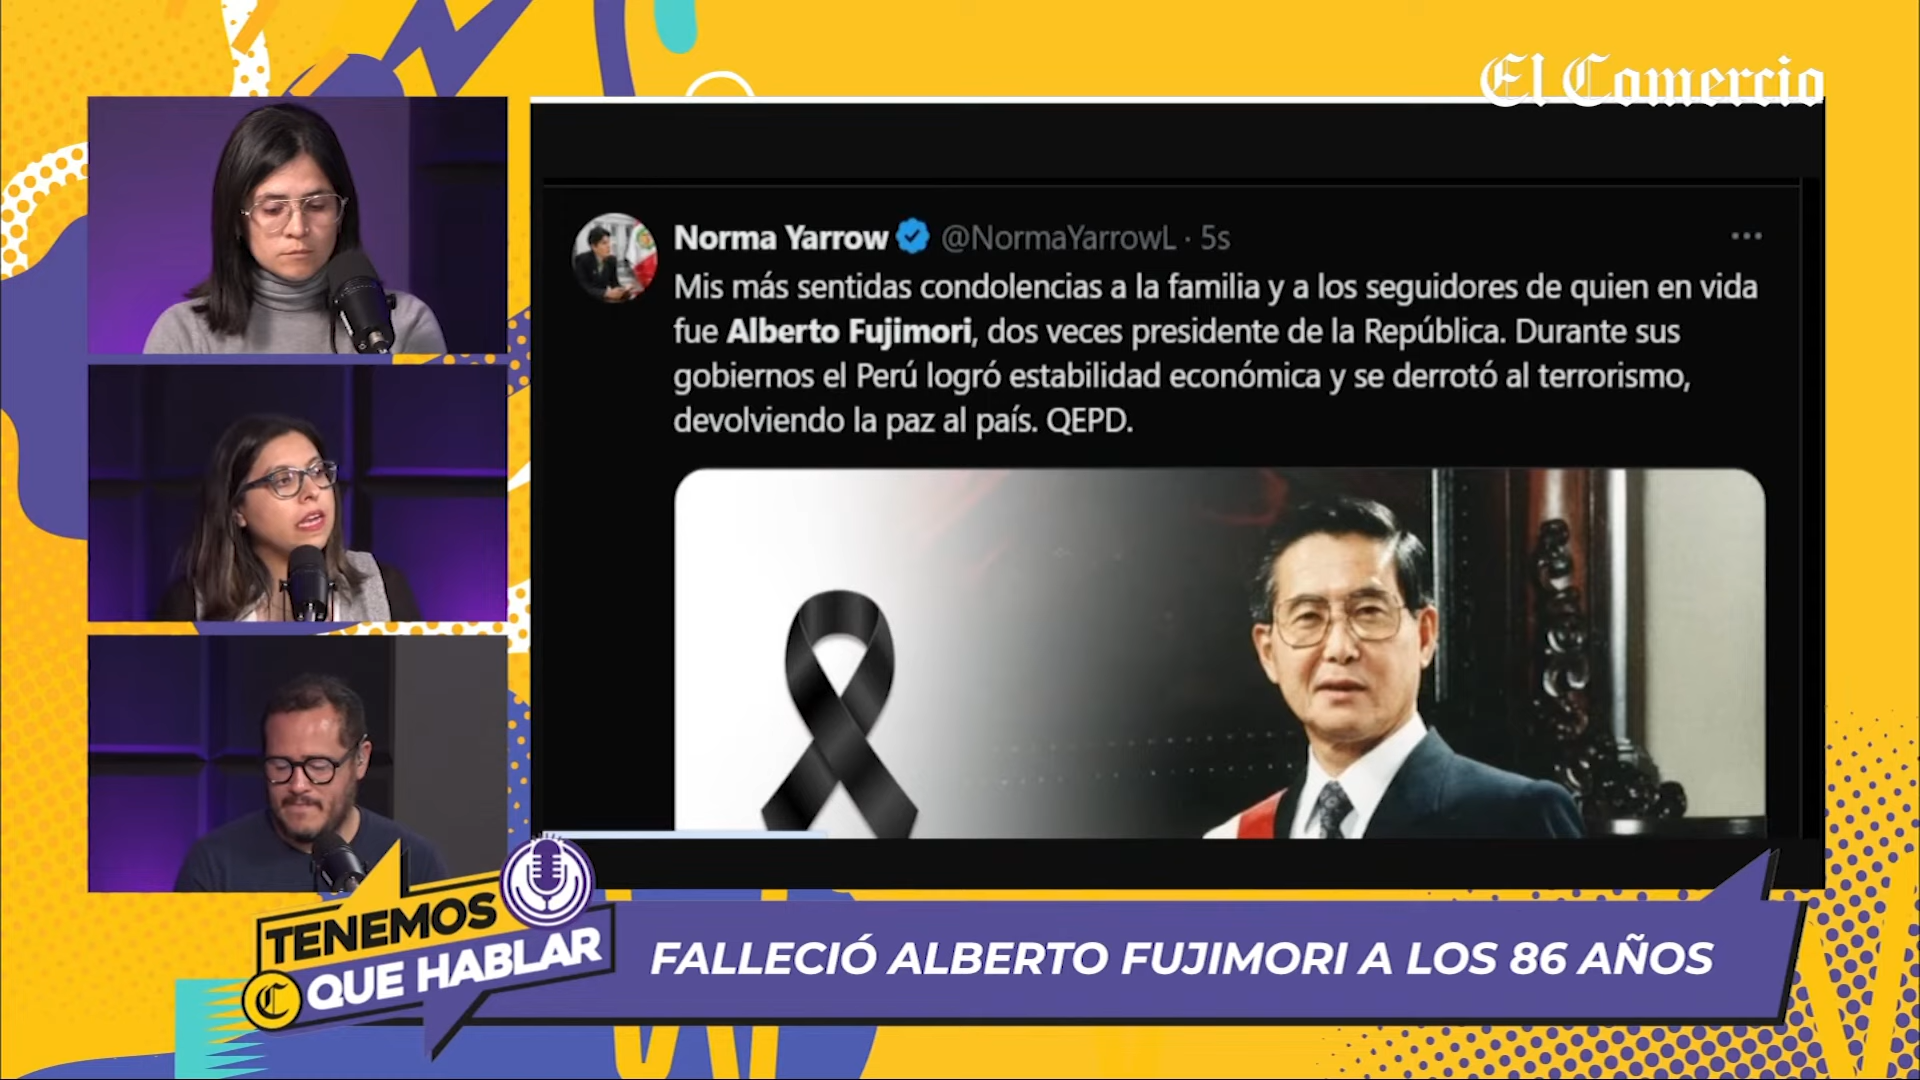 El Comercio
Norma Yarrow @NormaYarrowL · 5s
Mis más sentidas condolencias a la familia y a los seguidores de quien en vida
fue Alberto Fujimori, dos veces presidente de la República. Durante sus
gobiernos el Perú logró estabilidad económica y se derrotó al terrorismo,
devolviendo la paz al país. QEPD.
TENEMOS
C QUE HABLAR
FALLECIÓ ALBERTO FUJIMORI A LOS 86 AÑOS